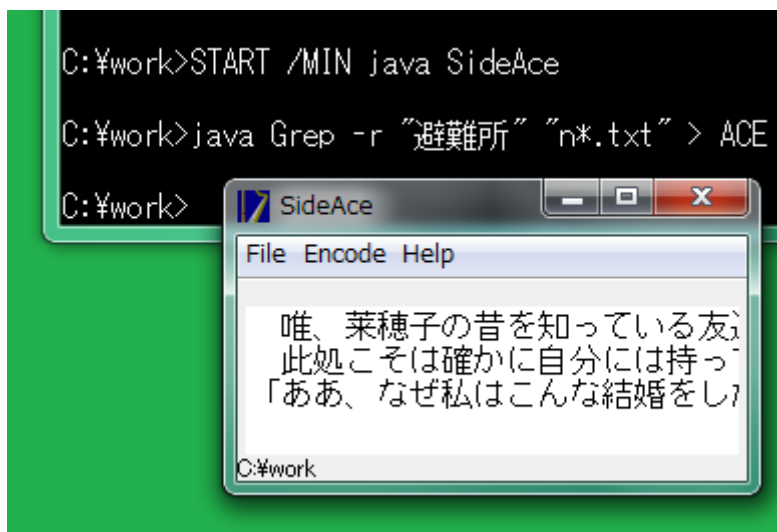 C:¥work>START /MIN java SideAce
C:¥work>java Grep -r ″避難所″ ″n*.txt″ > ACE
C:¥work>
SideAce
File Encode Help
唯、菜穂子の昔を知っている友
此処こそは確かに自分には持っ
「ああ、なぜ私はこんな結婚をし
C:¥work